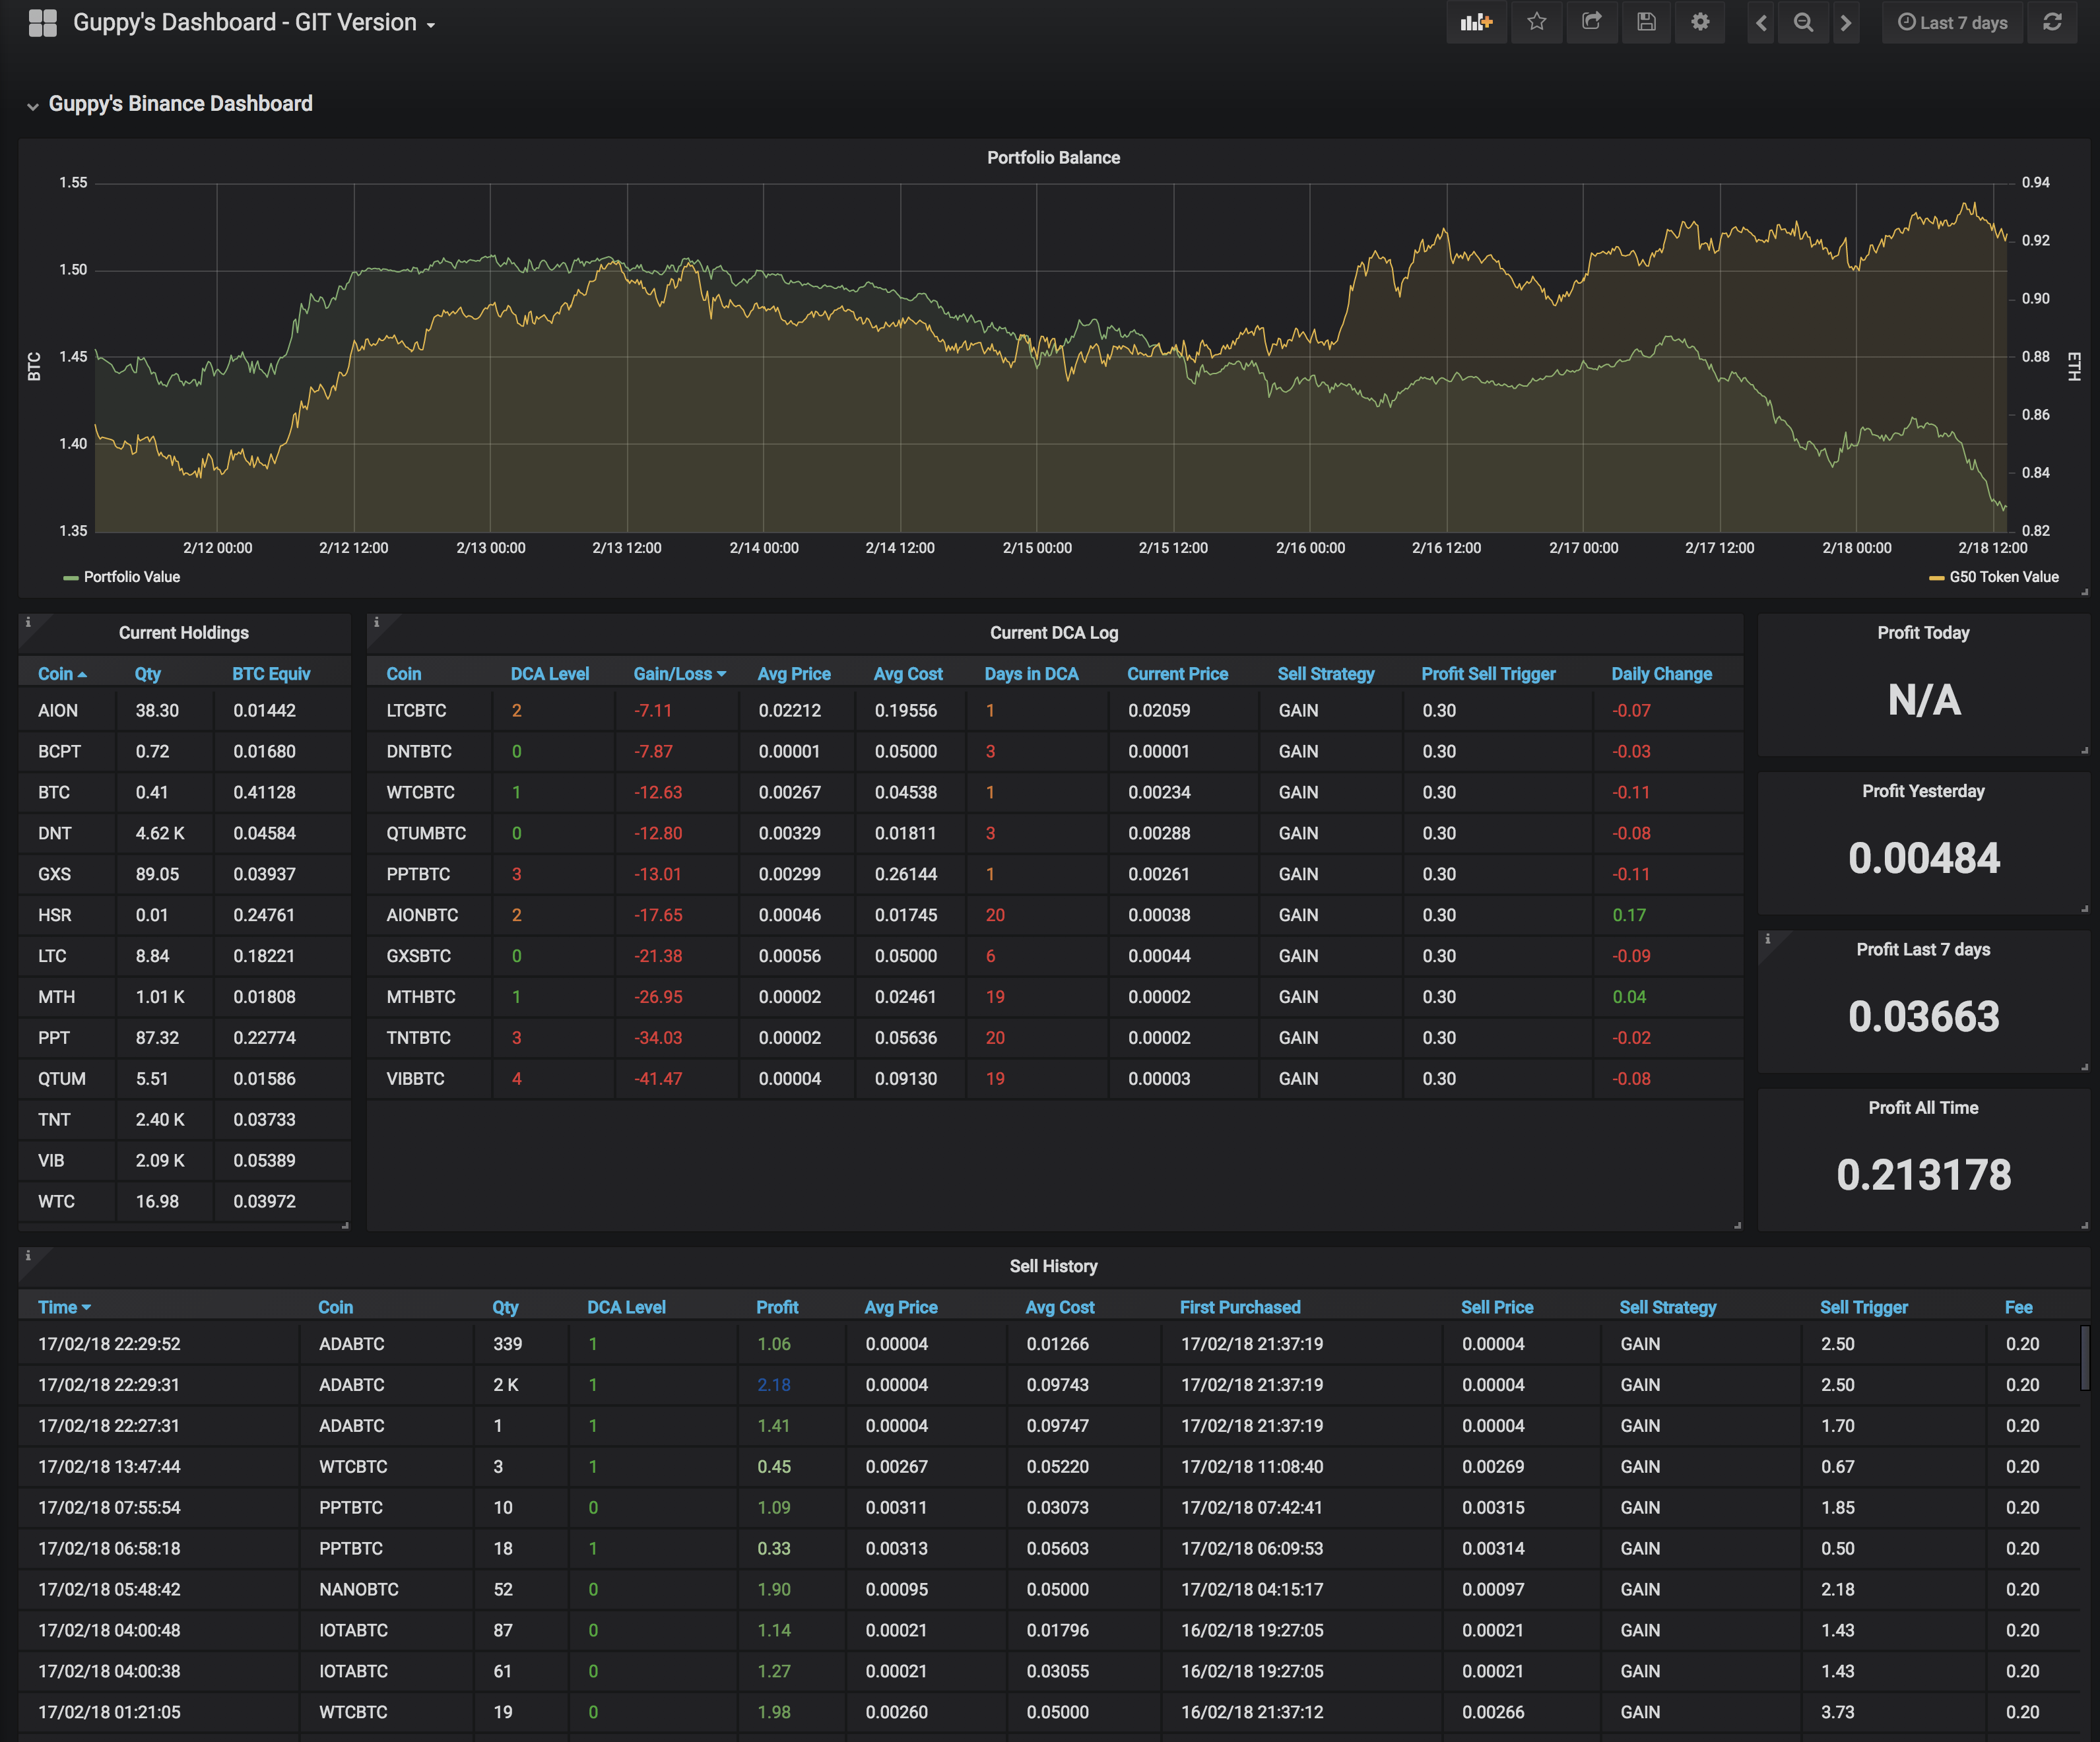 Guppy's Dashboard - GIT Version
Last 7 days
Guppy's Binance Dashboard
Portfolio Balance
1.55 0.94
0.92
1.50
0.90
1.45 0.88
BTC ETH
0.86
1.40
0.84
1.35 0.82
2/12 00:00 2/12 12:00 2/13 00:00 2/13 12:00 2/14 00:00 2/14 12:00 2/15 00:00 2/15 12:00 2/16 00:00 2/16 12:00 2/17 00:00 2/17 12:00 2/18 00:00 2/18 12:00
Portfolio Value G50 Token Value
Current Holdings
Coin Qty BTC Equiv
AION 38.30 0.01442
BCPT 0.72 0.01680
BTC 0.41 0.41128
DNT 4.62 K 0.04584
GXS 89.05 0.03937
HSR 0.01 0.24761
LTC 8.84 0.18221
MTH 1.01 K 0.01808
PPT 87.32 0.22774
QTUM 5.51 0.01586
TNT 2.40 K 0.03733
VIB 2.09 K 0.05389
WTC 16.98 0.03972
Current DCA Log
Coin DCA Level Gain/Loss Avg Price Avg Cost Days in DCA Current Price Sell Strategy Profit Sell Trigger Daily Change
LTCBTC 2 -7.11 0.02212 0.19556 1 0.02059 GAIN 0.30 -0.07
DNTBTC 0 -7.87 0.00001 0.05000 3 0.00001 GAIN 0.30 -0.03
WTCBTC 1 -12.63 0.00267 0.04538 1 0.00234 GAIN 0.30 -0.11
QTUMBTC 0 -12.80 0.00329 0.01811 3 0.00288 GAIN 0.30 -0.08
PPTBTC 3 -13.01 0.00299 0.26144 1 0.00261 GAIN 0.30 -0.11
AIONBTC 2 -17.65 0.00046 0.01745 20 0.00038 GAIN 0.30 0.17
GXSBTC 0 -21.38 0.00056 0.05000 6 0.00044 GAIN 0.30 -0.09
MTHBTC 1 -26.95 0.00002 0.02461 19 0.00002 GAIN 0.30 0.04
TNTBTC 3 -34.03 0.00002 0.05636 20 0.00002 GAIN 0.30 -0.02
VIBBTC 4 -41.47 0.00004 0.09130 19 0.00003 GAIN 0.30 -0.08
Profit Today
N/A
Profit Yesterday
0.00484
Profit Last 7 days
0.03663
Profit All Time
0.213178
Sell History
Time Coin Qty DCA Level Profit Avg Price Avg Cost First Purchased Sell Price Sell Strategy Sell Trigger Fee
17/02/18 22:29:52 ADABTC 339 1 1.06 0.00004 0.01266 17/02/18 21:37:19 0.00004 GAIN 2.50 0.20
17/02/18 22:29:31 ADABTC 2 K 1 2.18 0.00004 0.09743 17/02/18 21:37:19 0.00004 GAIN 2.50 0.20
17/02/18 22:27:31 ADABTC 1 1 1.41 0.00004 0.09747 17/02/18 21:37:19 0.00004 GAIN 1.70 0.20
17/02/18 13:47:44 WTCBTC 3 1 0.45 0.00267 0.05220 17/02/18 11:08:40 0.00269 GAIN 0.67 0.20
17/02/18 07:55:54 PPTBTC 10 0 1.09 0.00311 0.03073 17/02/18 07:42:41 0.00315 GAIN 1.85 0.20
17/02/18 06:58:18 PPTBTC 18 1 0.33 0.00313 0.05603 17/02/18 06:09:53 0.00314 GAIN 0.50 0.20
17/02/18 05:48:42 NANOBTC 52 0 1.90 0.00095 0.05000 17/02/18 04:15:17 0.00097 GAIN 2.18 0.20
17/02/18 04:00:48 IOTABTC 87 0 1.14 0.00021 0.01796 16/02/18 19:27:05 0.00021 GAIN 1.43 0.20
17/02/18 04:00:38 IOTABTC 61 0 1.27 0.00021 0.03055 16/02/18 19:27:05 0.00021 GAIN 1.43 0.20
17/02/18 01:21:05 WTCBTC 19 0 1.98 0.00260 0.05000 16/02/18 21:37:12 0.00266 GAIN 3.73 0.20